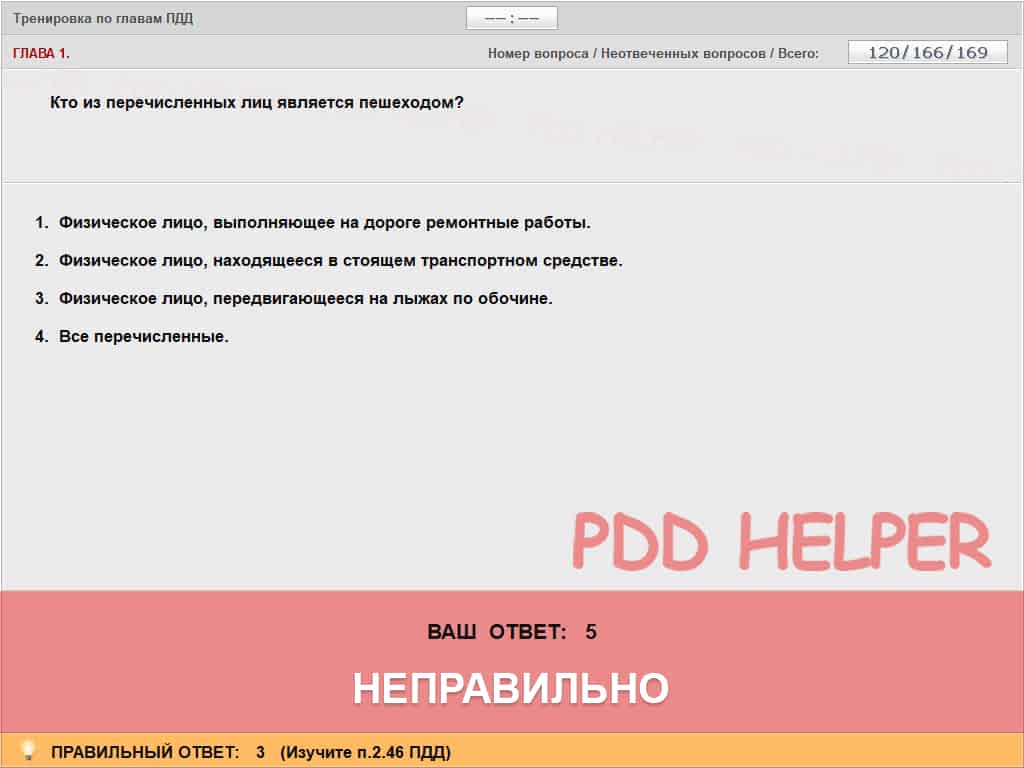 Тренировка по главам ПДД
–– : ––
ГЛАВА 1.
Номер вопроса / Неотвеченных вопросов / Всего:
120/166/169
Кто из перечисленных лиц является пешеходом?
1. Физическое лицо, выполняющее на дороге ремонтные работы.
2. Физическое лицо, находящееся в стоящем транспортном средстве.
3. Физическое лицо, передвигающееся на лыжах по обочине.
4. Все перечисленные.
PDD HELPER
ВАШ ОТВЕТ: 5
НЕПРАВИЛЬНО
ПРАВИЛЬНЫЙ ОТВЕТ: 3 (Изучите п.2.46 ПДД)